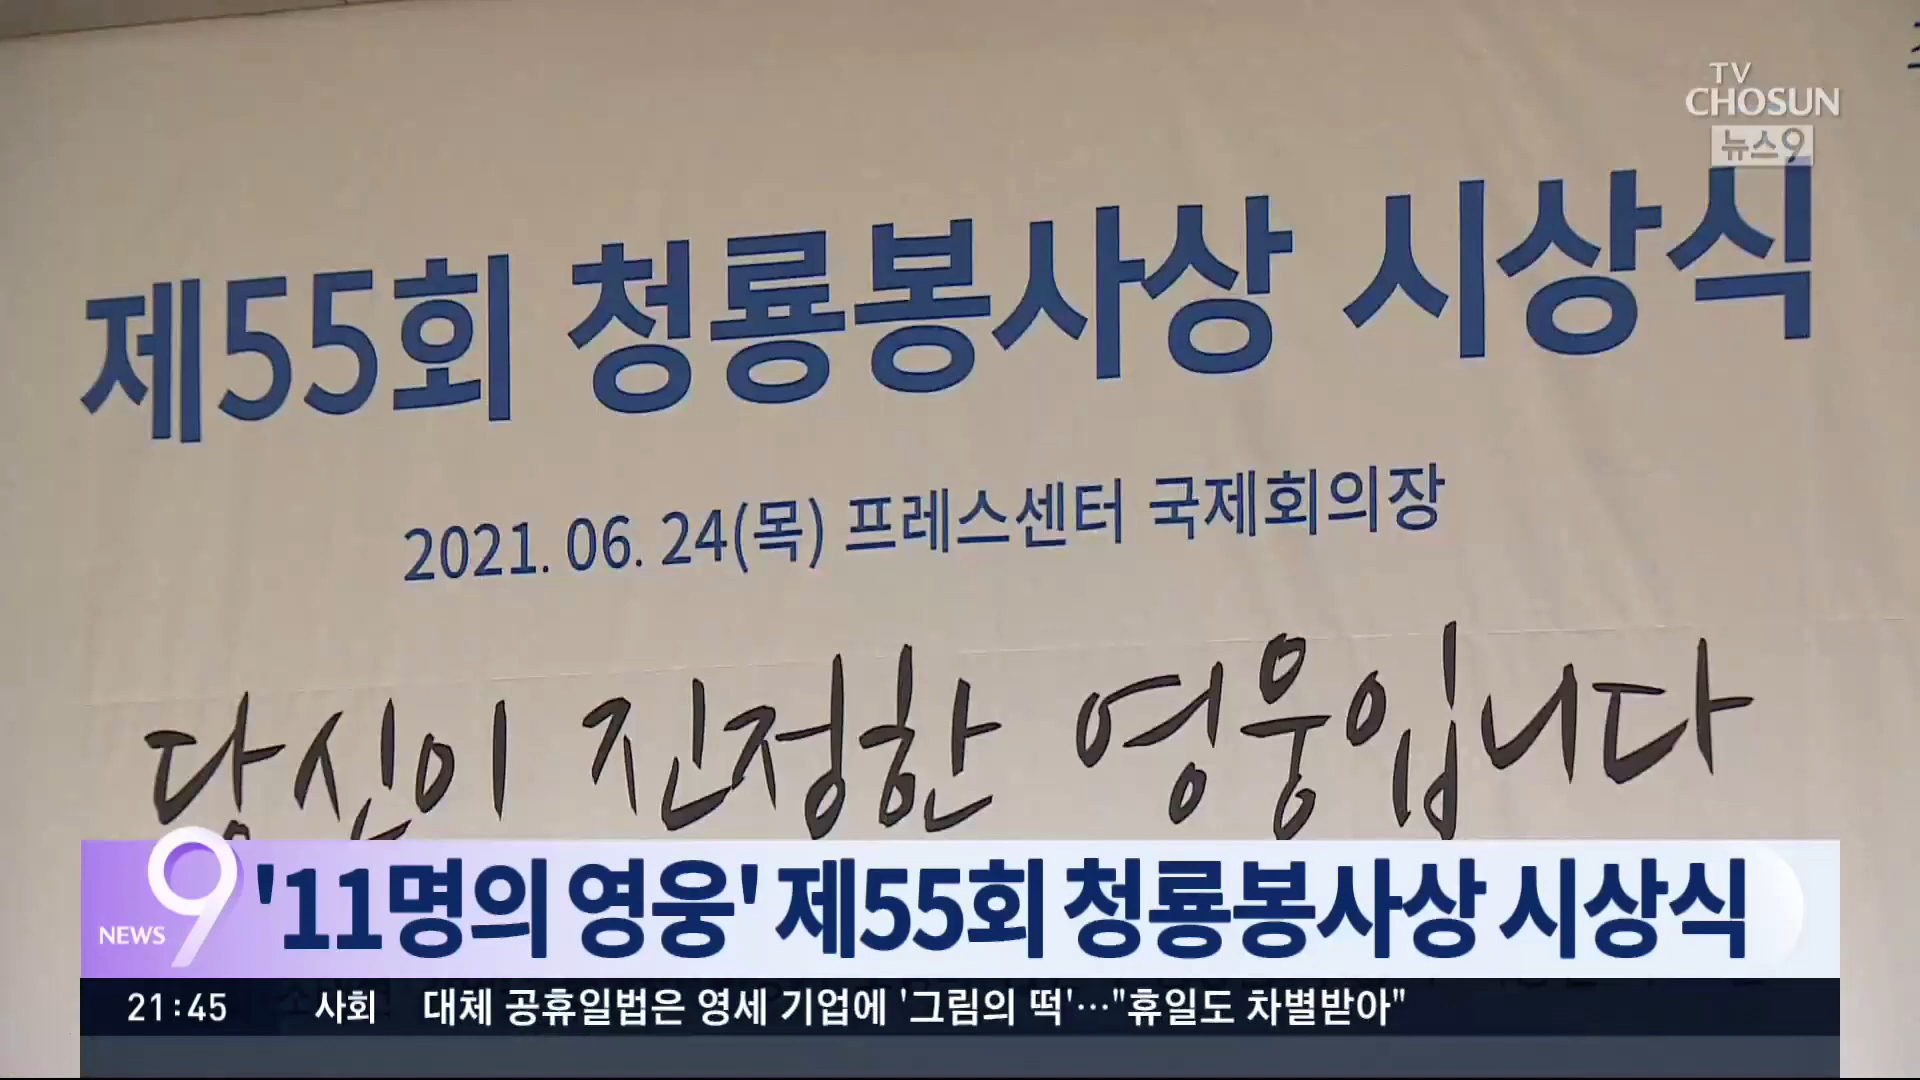 TV
CHOSUN
뉴스9
제55회 청룡봉사상 시상식
2021. 06. 24(목) 프레스센터 국제회의장
당신이 진정한 영웅입니다
NEWS 9 '11명의 영웅' 제55회 청룡봉사상 시상식
21:45 사회 대체 공휴일법은 영세 기업에 '그림의 떡'…"휴일도 차별받아"